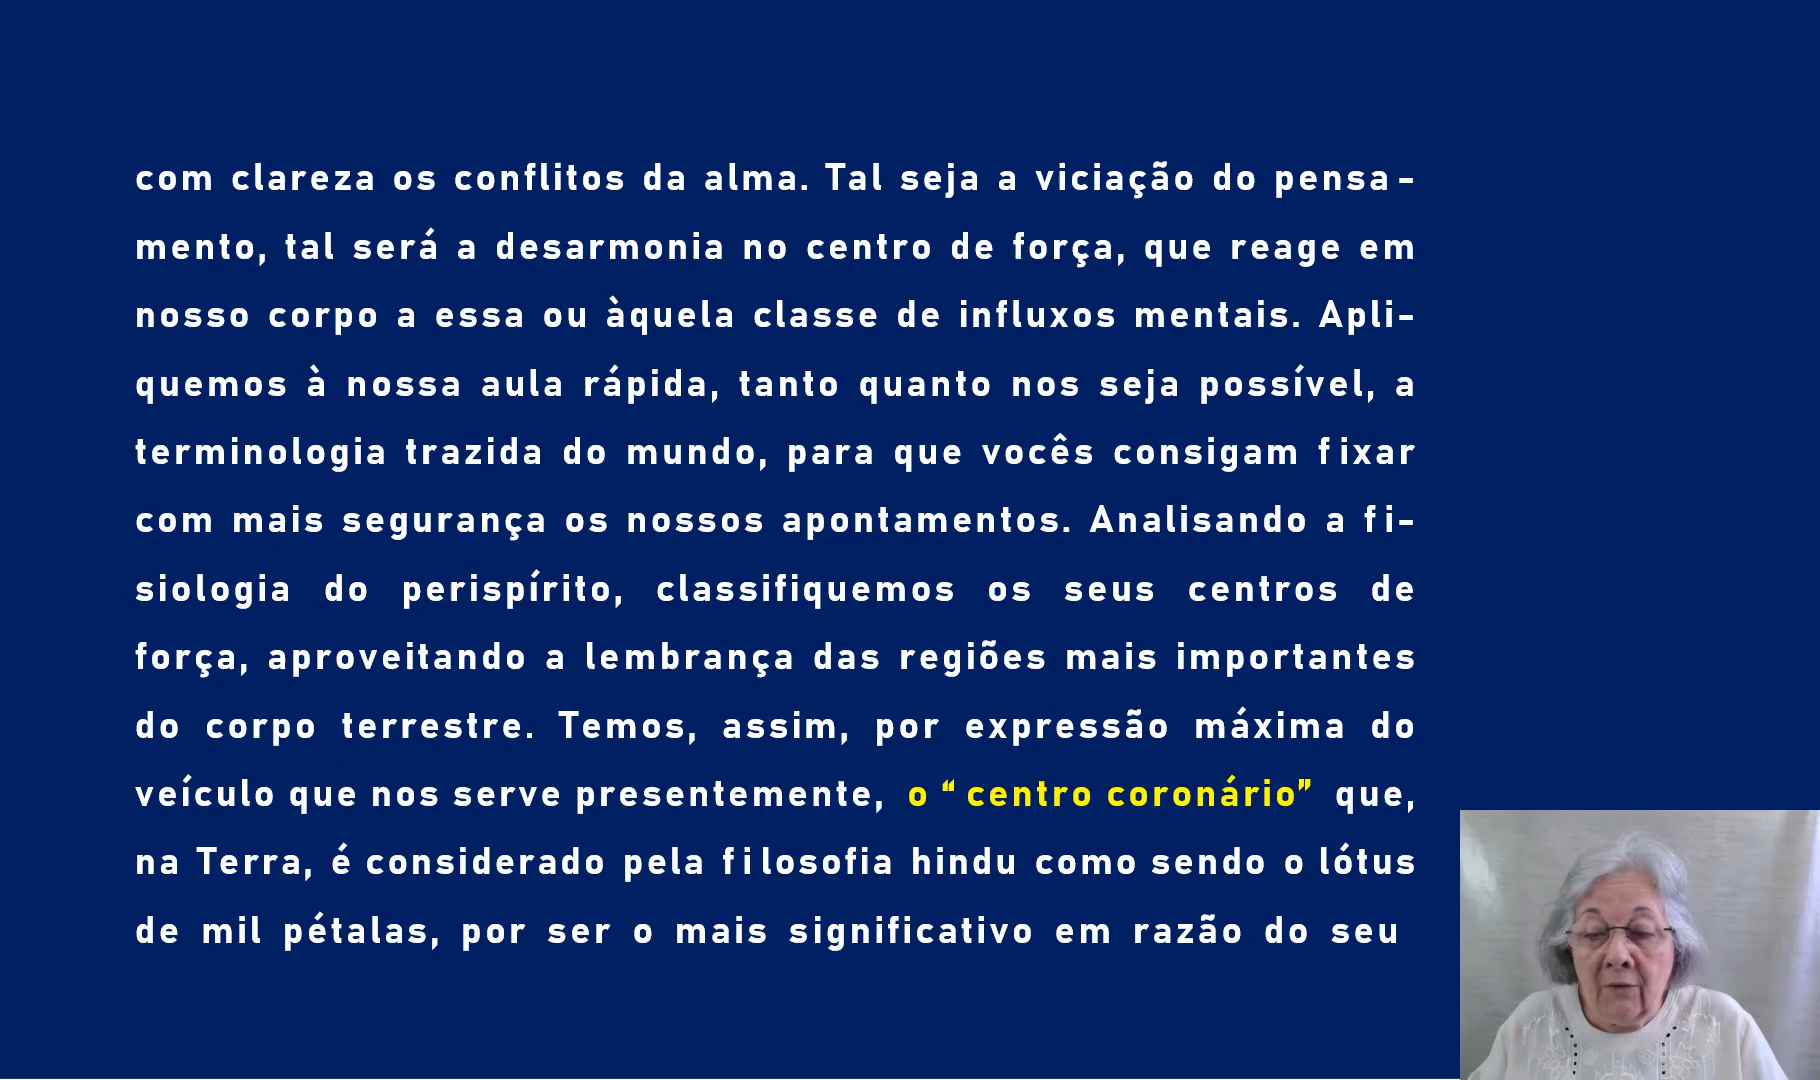 com clareza os conflitos da alma. Tal seja a viciação do pensa-
mento, tal será a desarmonia no centro de força, que reage em
nosso corpo a essa ou àquela classe de influxos mentais. Apli-
quemos à nossa aula rápida, tanto quanto nos seja possível, a
terminologia trazida do mundo, para que vocês consigam fixar
com mais segurança os nossos apontamentos. Analisando a fi-
siologia do perispírito, classifiquemos os seus centros de
força, aproveitando a lembrança das regiões mais importantes
do corpo terrestre. Temos, assim, por expressão máxima do
veículo que nos serve presentemente, o “centro coronário” que,
na Terra, é considerado pela filosofia hindu como sendo o lótus
de mil pétalas, por ser o mais significativo em razão do seu